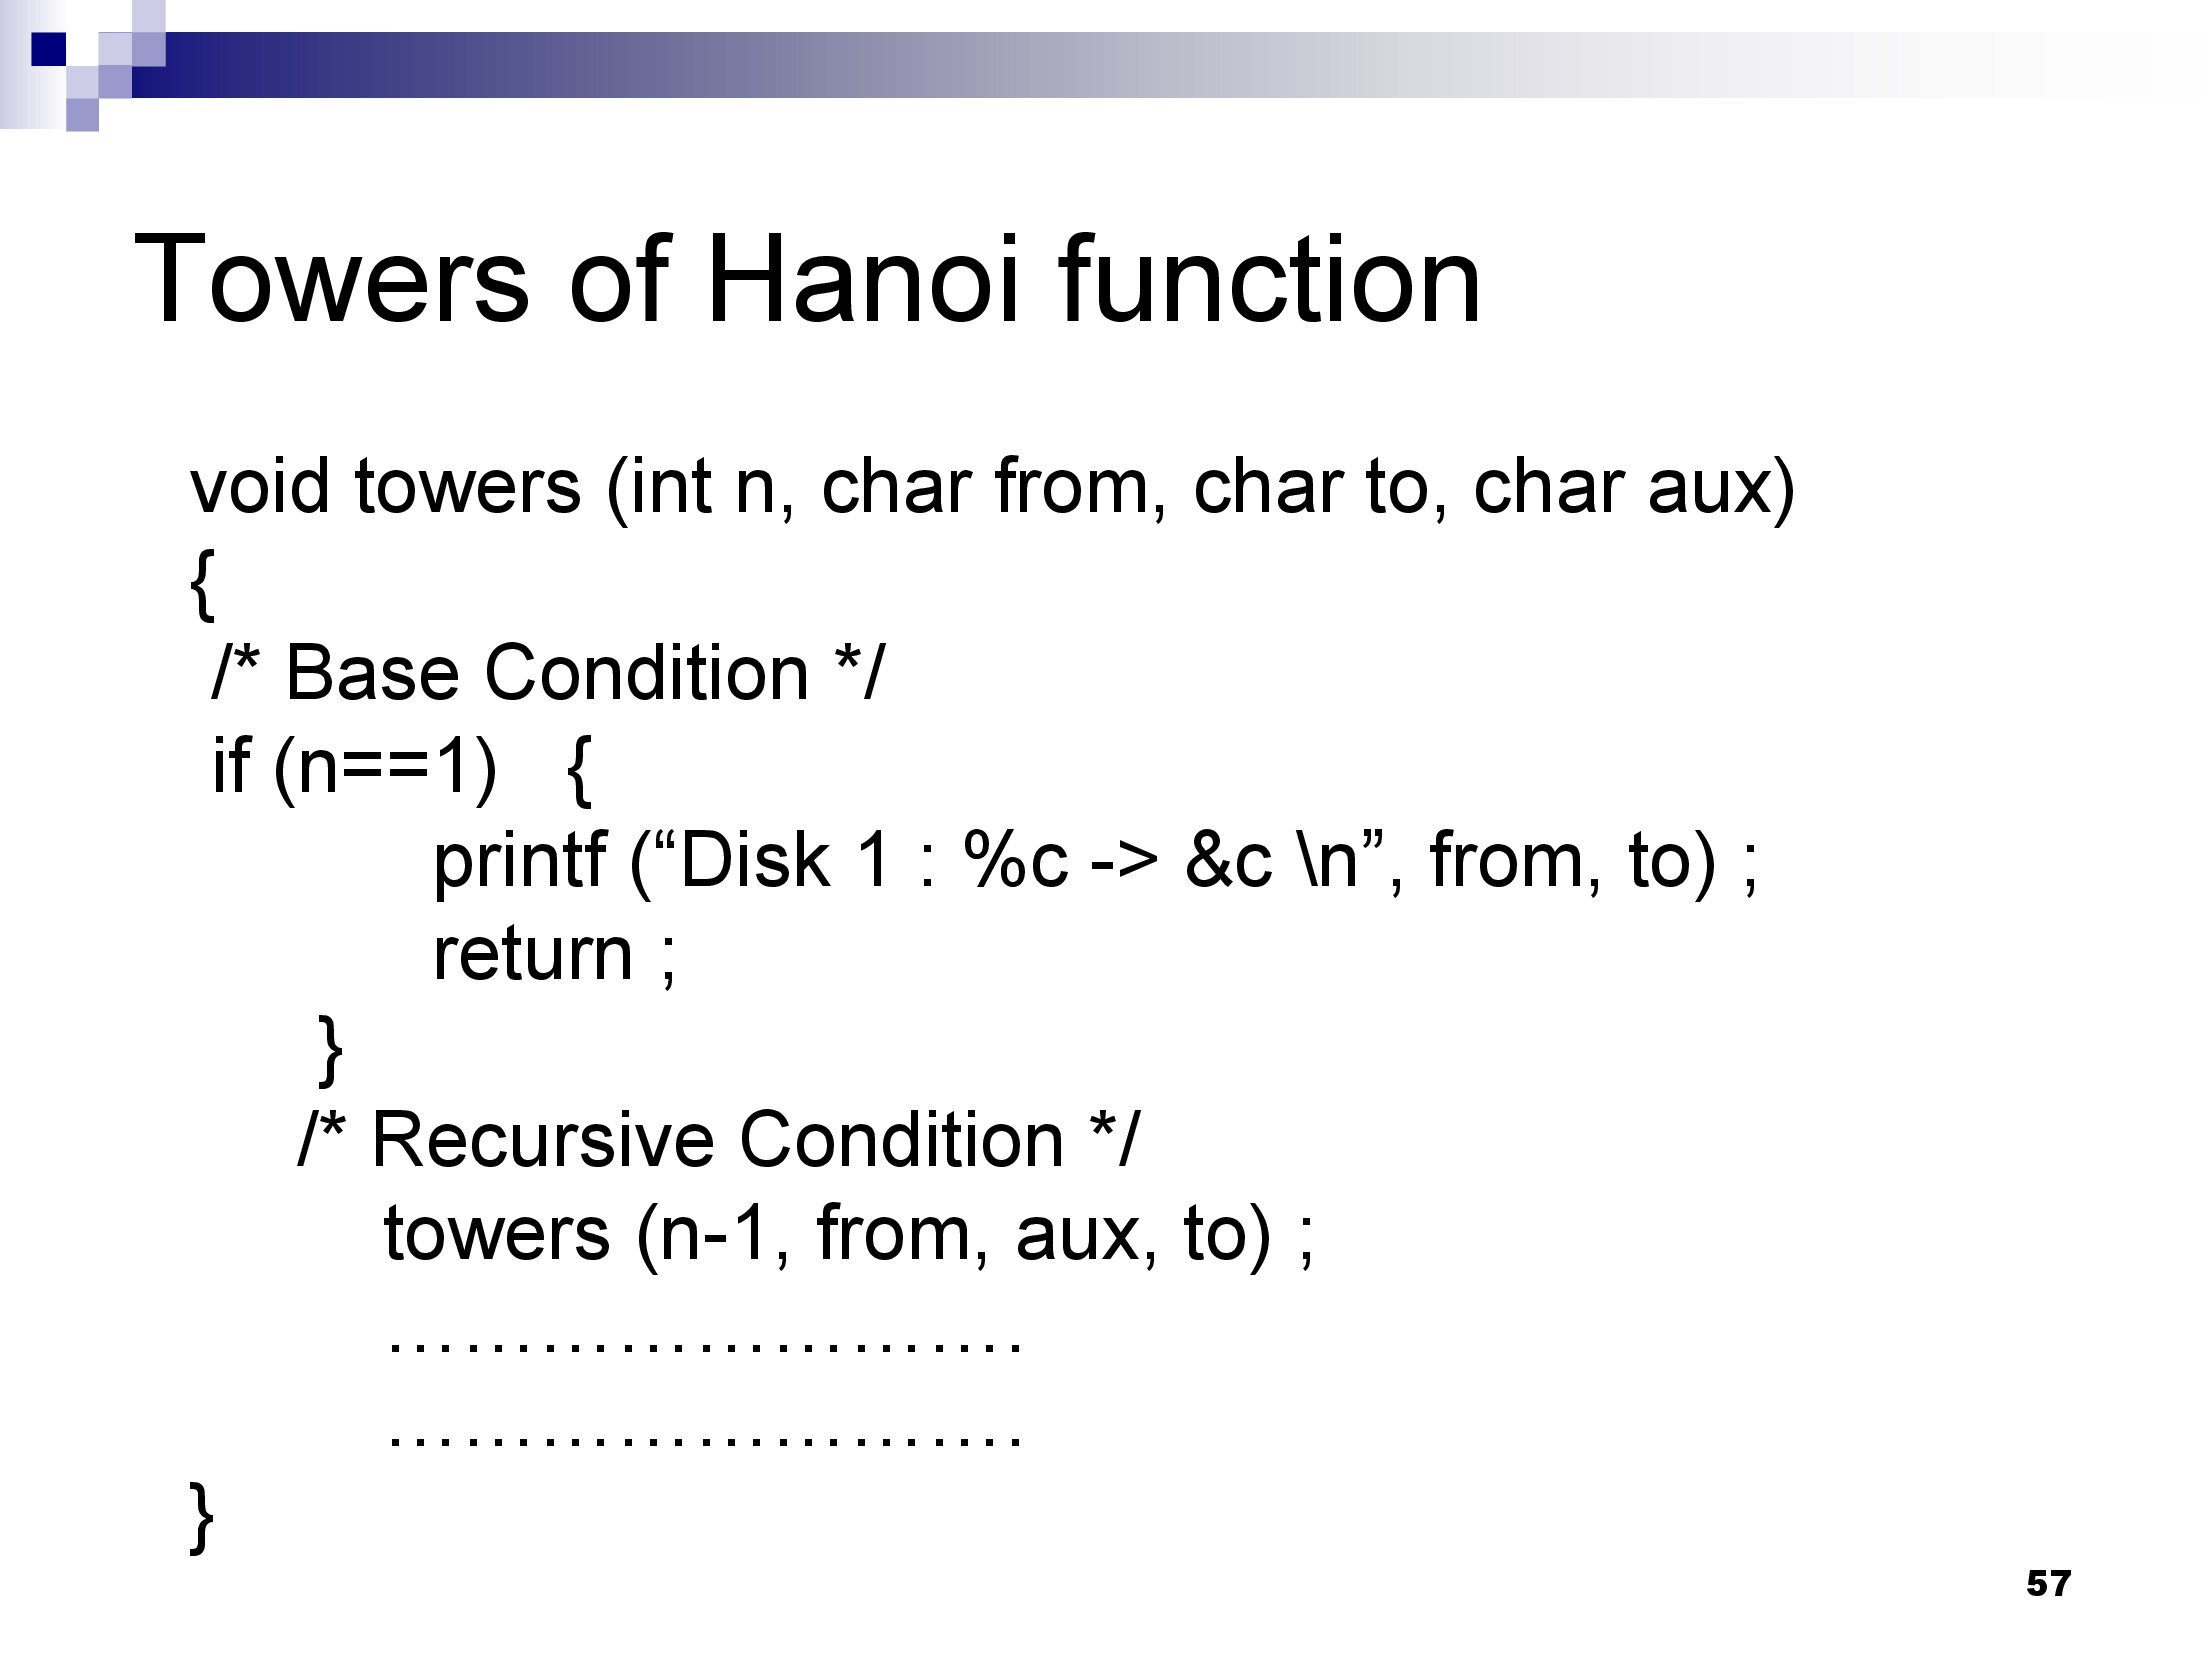 Towers of Hanoi function
void towers (int n, char from, char to, char aux)
{
/* Base Condition */
if (n==1) {
printf (“Disk 1 : %c -> &c \n”, from, to) ;
return ;
}
/* Recursive Condition */
towers (n-1, from, aux, to) ;
.........................
.........................
}
57